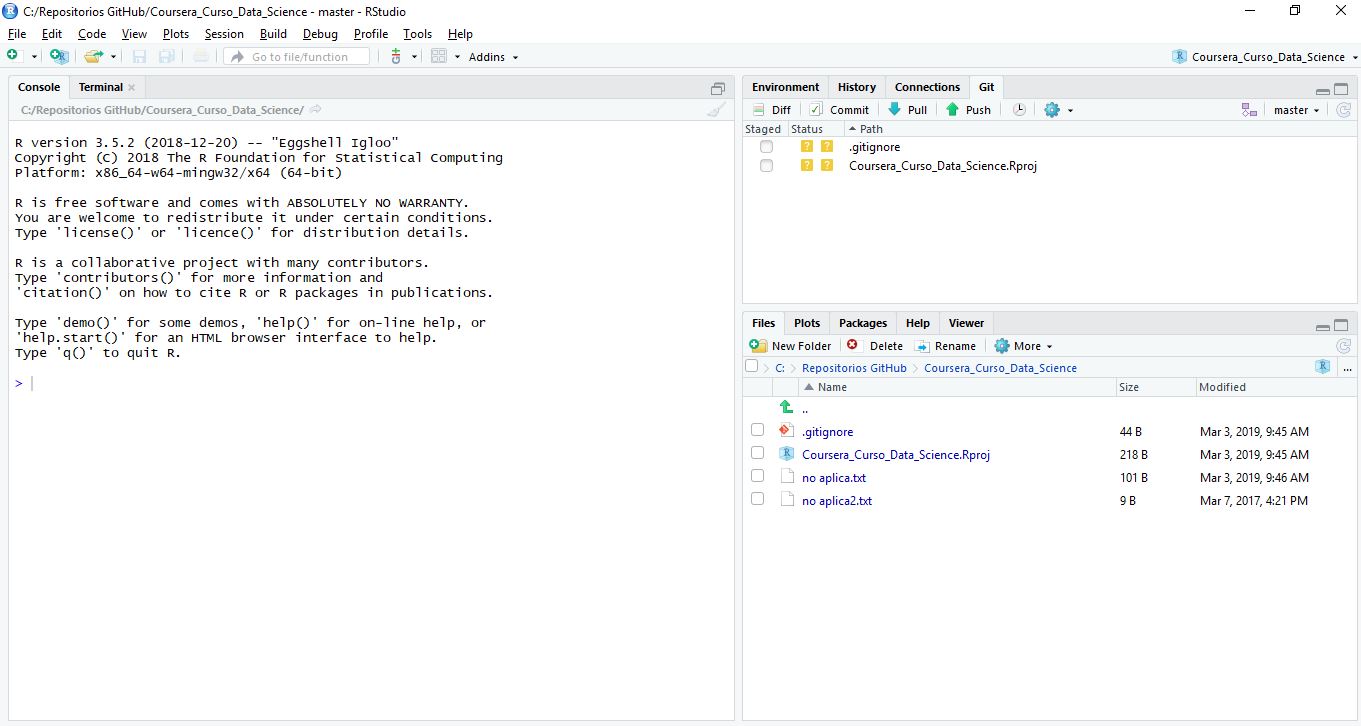 C:/Repositorios GitHub/Coursera_Curso_Data_Science - master - RStudio
File Edit Code View Plots Session Build Debug Profile Tools Help
Go to file/function Addins Coursera_Curso_Data_Science
Console Terminal
C:/Repositorios GitHub/Coursera_Curso_Data_Science/
R version 3.5.2 (2018-12-20) -- "Eggshell Igloo"
Copyright (C) 2018 The R Foundation for Statistical Computing
Platform: x86_64-w64-mingw32/x64 (64-bit)
R is free software and comes with ABSOLUTELY NO WARRANTY.
You are welcome to redistribute it under certain conditions.
Type 'license()' or 'licence()' for distribution details.
R is a collaborative project with many contributors.
Type 'contributors()' for more information and
'citation()' on how to cite R or R packages in publications.
Type 'demo()' for some demos, 'help()' for on-line help, or
'help.start()' for an HTML browser interface to help.
Type 'q()' to quit R.
>
Environment History Connections Git
Diff Commit Pull Push master
Staged Status Path
? ? .gitignore
? ? Coursera_Curso_Data_Science.Rproj
Files Plots Packages Help Viewer
New Folder Delete Rename More
C: Repositorios GitHub Coursera_Curso_Data_Science ...
Name Size Modified
..
.gitignore 44 B Mar 3, 2019, 9:45 AM
Coursera_Curso_Data_Science.Rproj 218 B Mar 3, 2019, 9:45 AM
no aplica.txt 101 B Mar 3, 2019, 9:46 AM
no aplica2.txt 9 B Mar 7, 2017, 4:21 PM